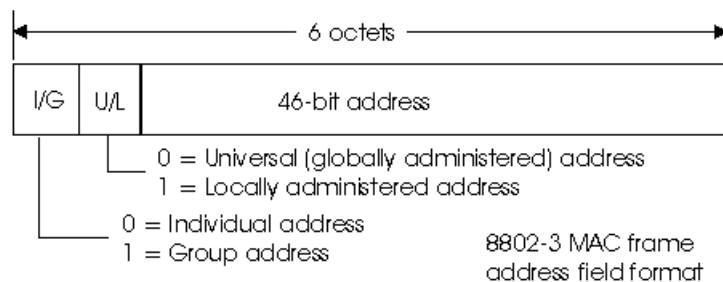 6 octets
I/G U/L 46-bit address
0 = Universal (globally administered) address
1 = Locally administered address
0 = Individual address
1 = Group address
8802-3 MAC frame
address field format